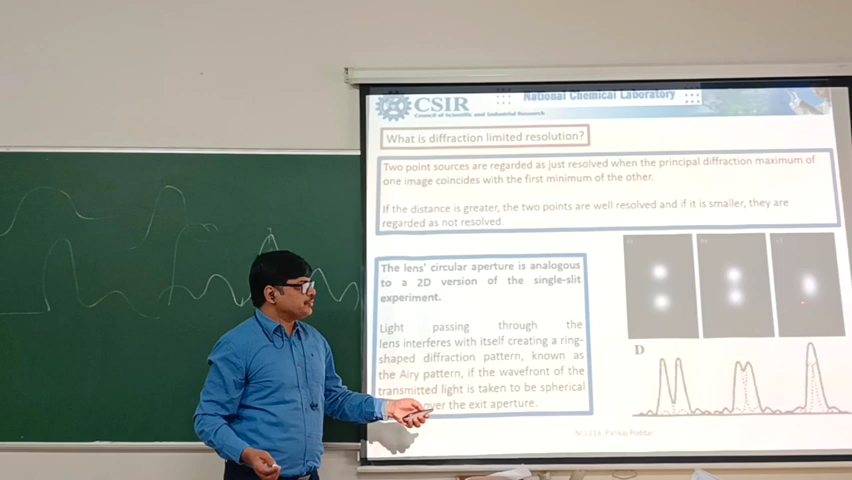 CSIR
Council of Scientific and Industrial Research
National Chemical Laboratory
What is diffraction limited resolution?
Two point sources are regarded as just resolved when the principal diffraction maximum of
one image coincides with the first minimum of the other.
If the distance is greater, the two points are well resolved and if it is smaller, they are
regarded as not resolved.
The lens' circular aperture is analogous
to a 2D version of the single-slit
experiment.
Light passing through the
lens interferes with itself creating a ring-
shaped diffraction pattern, known as
the Airy pattern, if the wavefront of the
transmitted light is taken to be spherical
over the exit aperture.
D
Pankaj Poddar